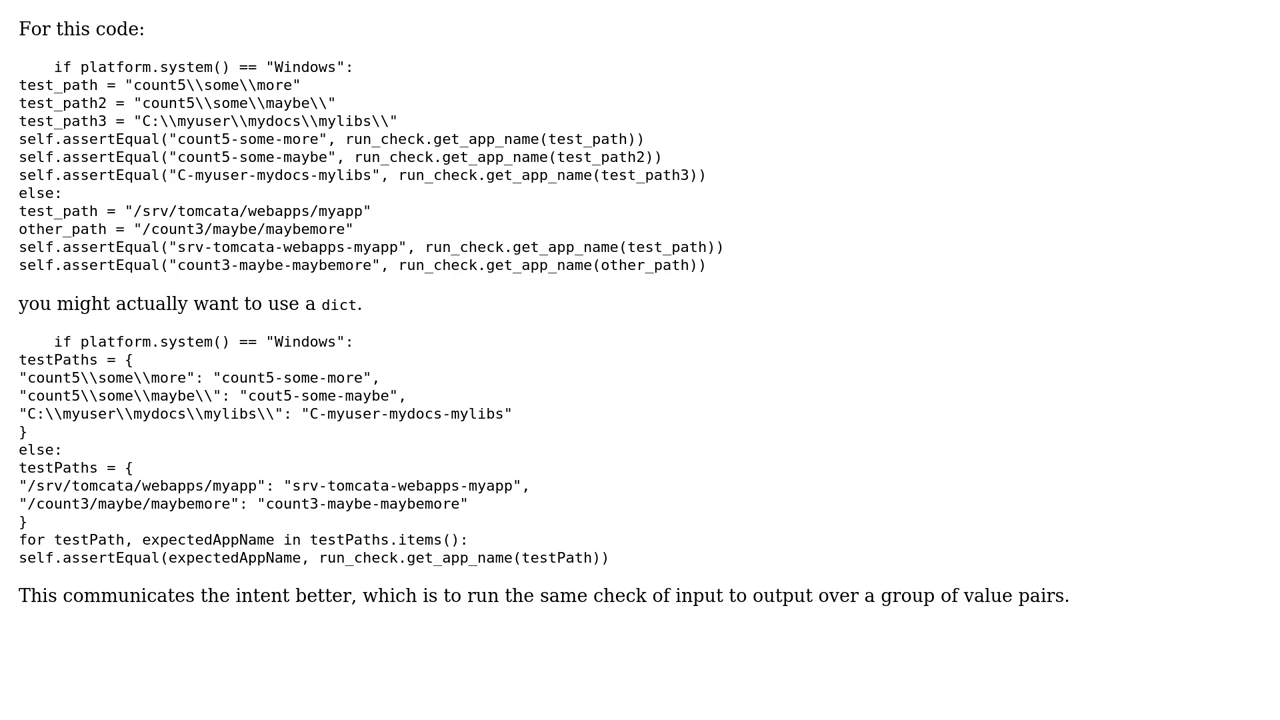 For this code:
    if platform.system() == "Windows":
test_path = "count5\\some\\more"
test_path2 = "count5\\some\\maybe\\"
test_path3 = "C:\\myuser\\mydocs\\mylibs\\"
self.assertEqual("count5-some-more", run_check.get_app_name(test_path))
self.assertEqual("count5-some-maybe", run_check.get_app_name(test_path2))
self.assertEqual("C-myuser-mydocs-mylibs", run_check.get_app_name(test_path3))
else:
test_path = "/srv/tomcata/webapps/myapp"
other_path = "/count3/maybe/maybemore"
self.assertEqual("srv-tomcata-webapps-myapp", run_check.get_app_name(test_path))
self.assertEqual("count3-maybe-maybemore", run_check.get_app_name(other_path))
you might actually want to use a dict.
    if platform.system() == "Windows":
testPaths = {
"count5\\some\\more": "count5-some-more",
"count5\\some\\maybe\\": "cout5-some-maybe",
"C:\\myuser\\mydocs\\mylibs\\": "C-myuser-mydocs-mylibs"
}
else:
testPaths = {
"/srv/tomcata/webapps/myapp": "srv-tomcata-webapps-myapp",
"/count3/maybe/maybemore": "count3-maybe-maybemore"
}
for testPath, expectedAppName in testPaths.items():
self.assertEqual(expectedAppName, run_check.get_app_name(testPath))
This communicates the intent better, which is to run the same check of input to output over a group of value pairs.